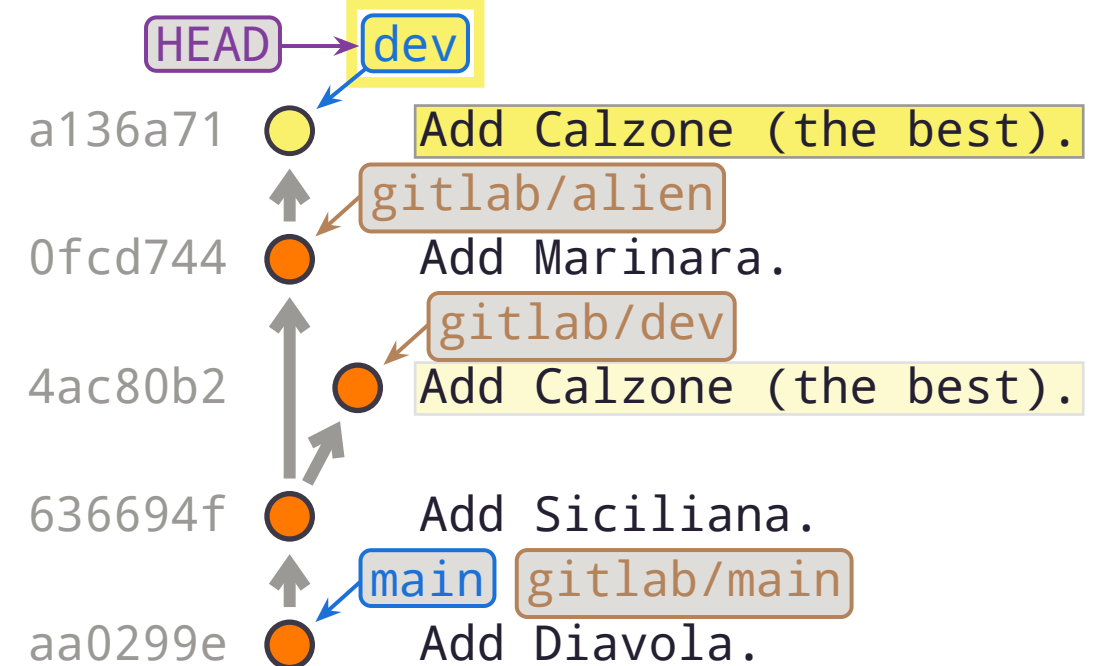 HEAD dev
a136a71 Add Calzone (the best).
gitlab/alien
0fcd744 Add Marinara.
gitlab/dev
4ac80b2 Add Calzone (the best).
636694f Add Siciliana.
main gitlab/main
aa0299e Add Diavola.